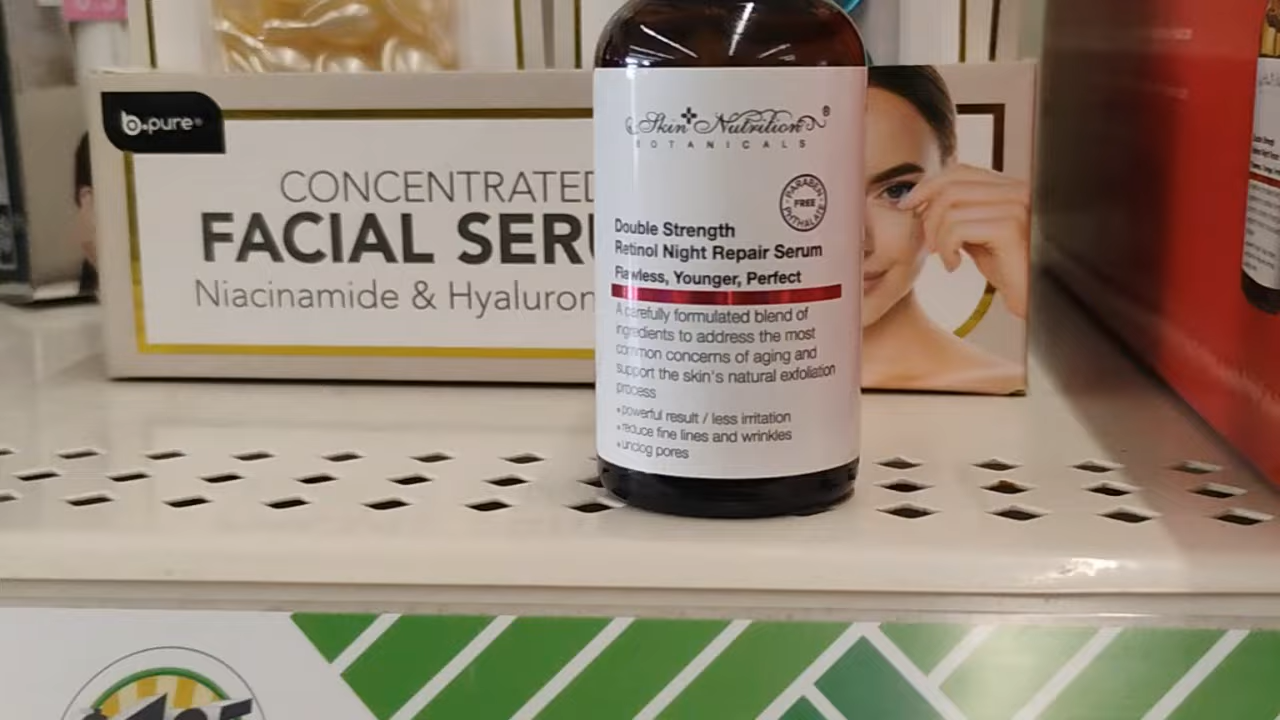 b.pure®
CONCENTRATED
FACIAL SERU
Niacinamide & Hyaluron
Skin Nutrition®
BOTANICALS
PARABEN
FREE
PHTHALATE
Double Strength
Retinol Night Repair Serum
Flawless, Younger, Perfect
A carefully formulated blend of
ingredients to address the most
common concerns of aging and
support the skin's natural exfoliation
process
•powerful result / less irritation
•reduce fine lines and wrinkles
•unclog pores